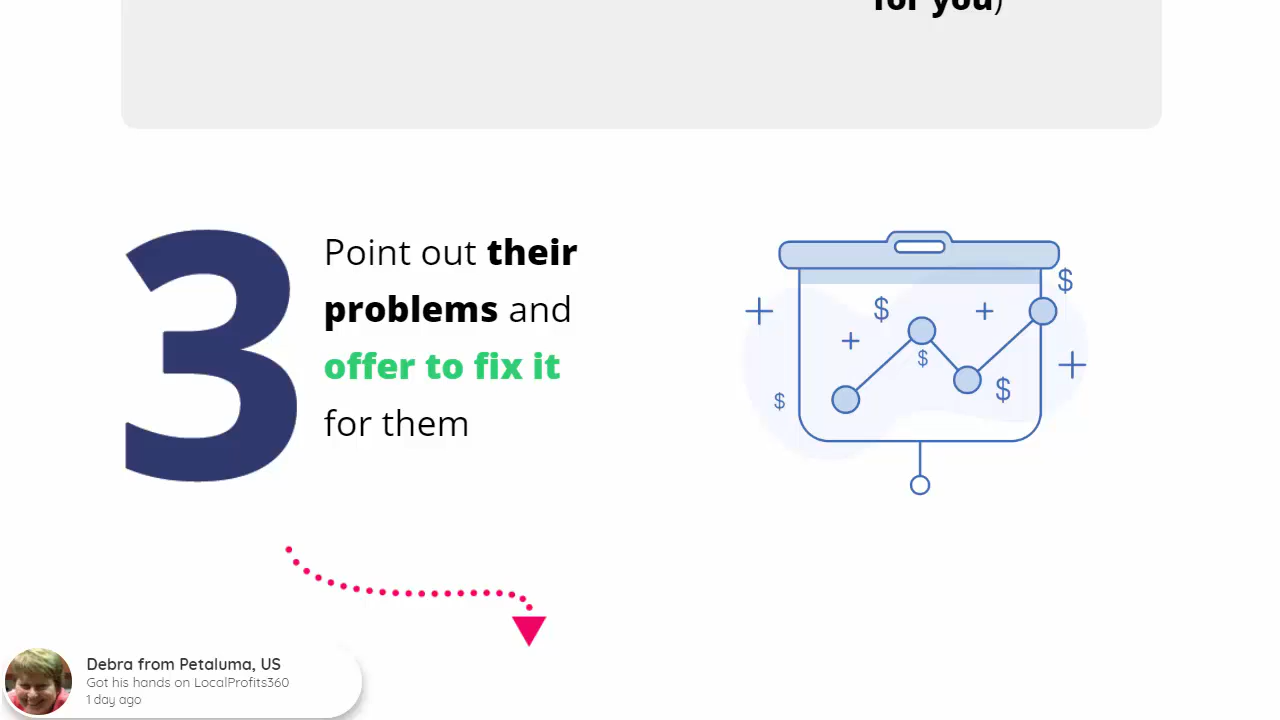 for you)
3
Point out their
problems and
offer to fix it
for them
$
$
$
$
$
Debra from Petaluma, US
Got his hands on LocalProfits360
1 day ago